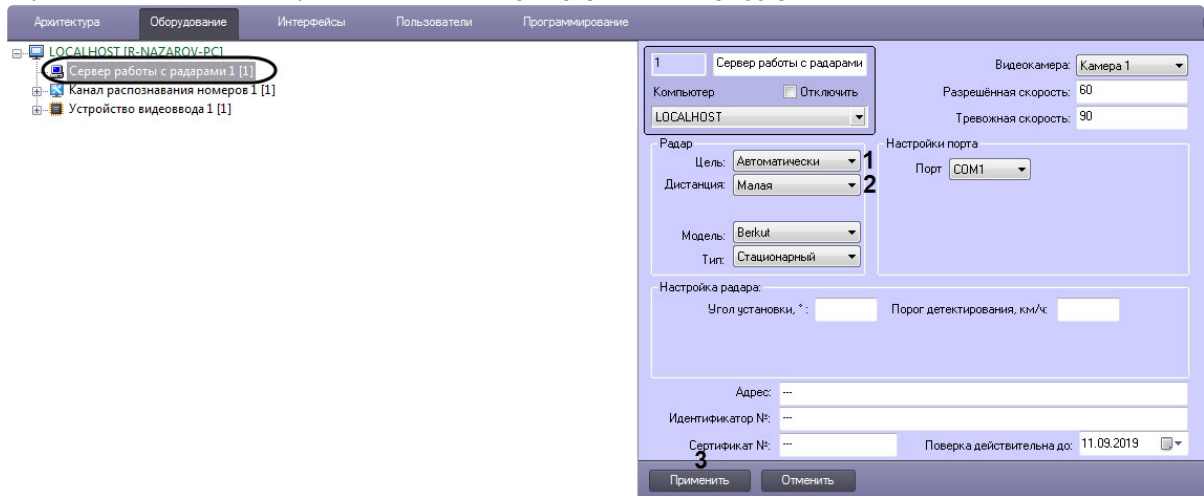 Архитектура Оборудование Интерфейсы Пользователи Программирование
LOCALHOST [R-NAZAROV-PC]
Сервер работы с радарами 1 [1]
Канал распознавания номеров 1 [1]
Устройство видеоввода 1 [1]
1 Сервер работы с радарами
Компьютер Отключить
LOCALHOST
Видеокамера: Камера 1
Разрешённая скорость: 60
Тревожная скорость: 90
Радар
Цель: Автоматически 1
Дистанция: Малая 2
Модель: Berkut
Тип: Стационарный
Настройки порта
Порт COM1
Настройка радара:
Угол установки, ° : Порог детектирования, км/ч:
Адрес: ---
Идентификатор №: ---
Сертификат №: --- Поверка действительна до: 11.09.2019
3
Применить Отменить